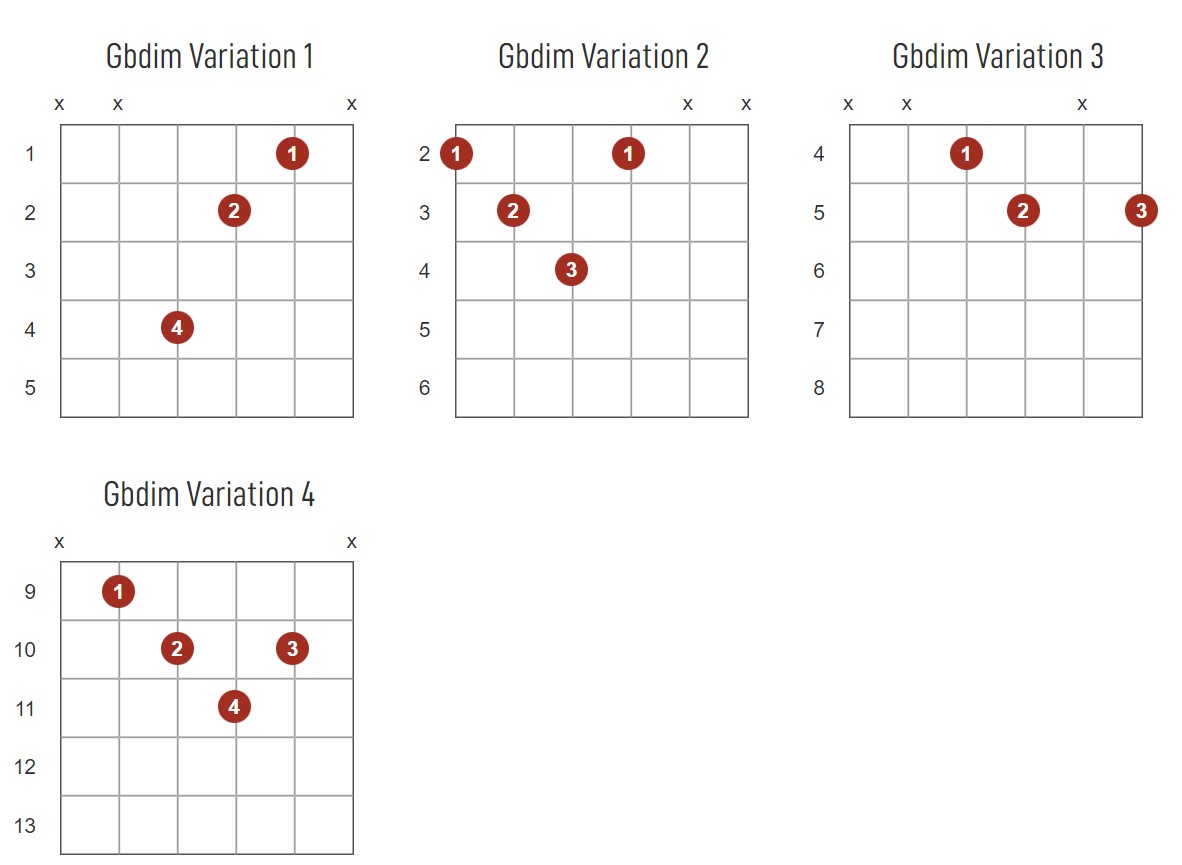 Gbdim Variation 1
x x x
1 1
2 2
3
4 4
5
Gbdim Variation 2
x x
2 1 1
3 2
4 3
5
6
Gbdim Variation 3
x x x
4 1
5 2 3
6
7
8
Gbdim Variation 4
x x
9 1
10 2 3
11 4
12
13